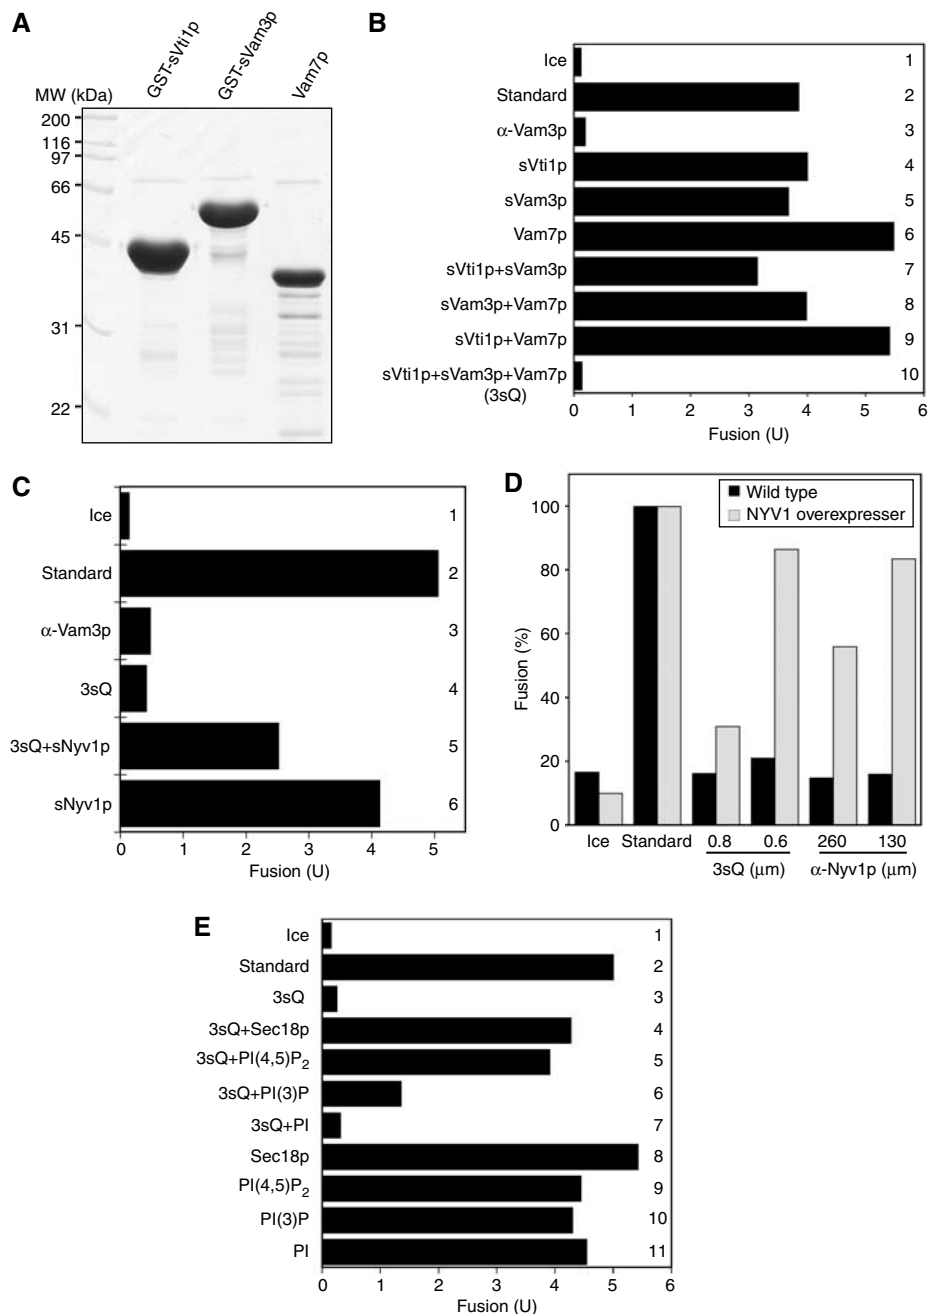 A
GST-sVti1p
GST-sVam3p
Vam7p
MW (kDa)
200
116
97
66
45
31
22
B
Ice 1
Standard 2
α-Vam3p 3
sVti1p 4
sVam3p 5
Vam7p 6
sVti1p+sVam3p 7
sVam3p+Vam7p 8
sVti1p+Vam7p 9
sVti1p+sVam3p+Vam7p 10
(3sQ)
0 1 2 3 4 5 6
Fusion (U)
C
Ice 1
Standard 2
α-Vam3p 3
3sQ 4
3sQ+sNyv1p 5
sNyv1p 6
0 1 2 3 4 5
Fusion (U)
D
Wild type
NYV1 overexpresser
Fusion (%)
100
80
60
40
20
0
Ice Standard 0.8 0.6 260 130
3sQ (μm) α-Nyv1p (μm)
E
Ice 1
Standard 2
3sQ 3
3sQ+Sec18p 4
3sQ+PI(4,5)P2 5
3sQ+PI(3)P 6
3sQ+PI 7
Sec18p 8
PI(4,5)P2 9
PI(3)P 10
PI 11
0 1 2 3 4 5 6
Fusion (U)